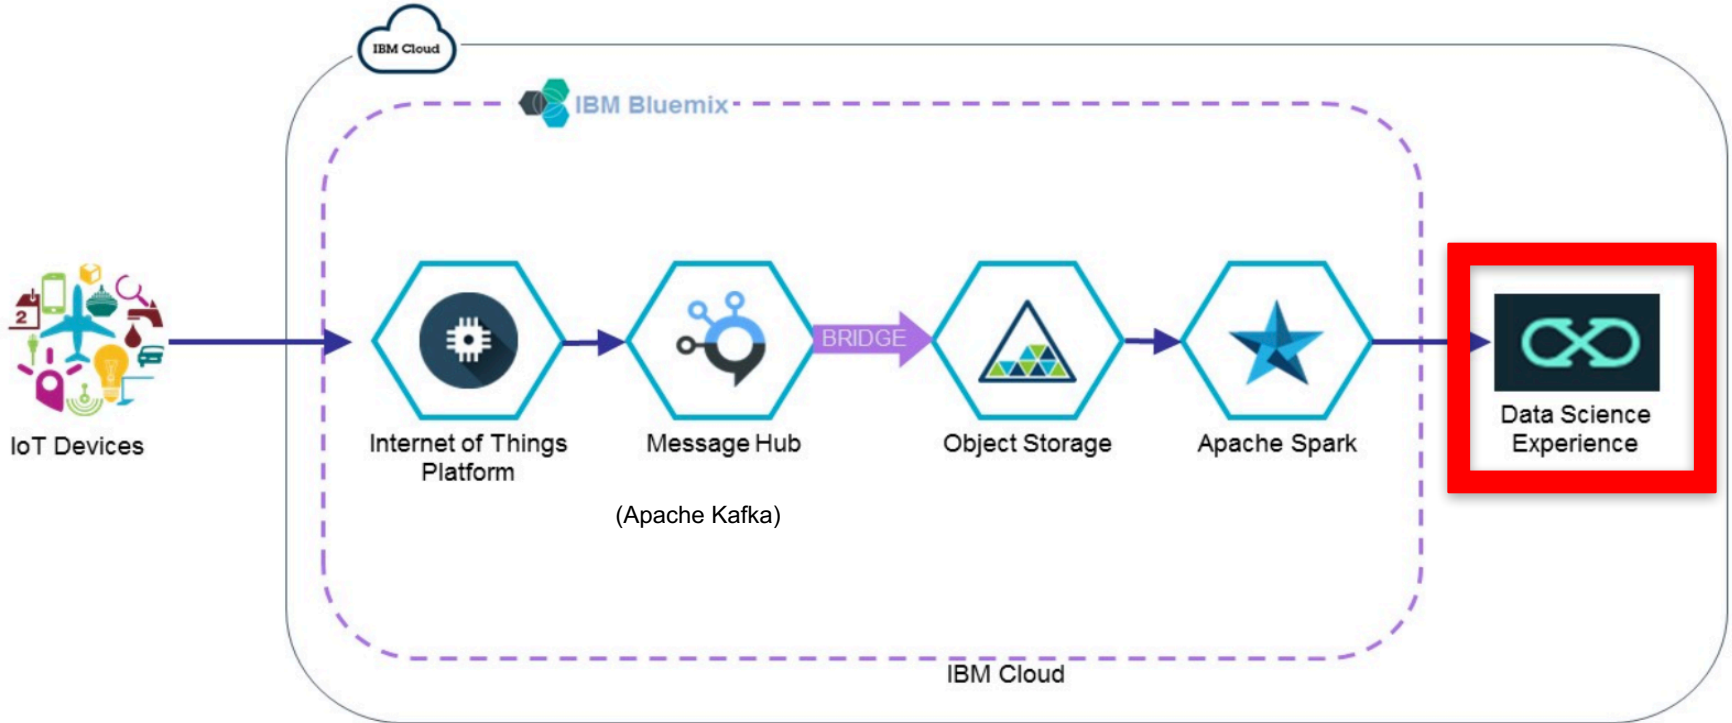 IBM Cloud
IBM Bluemix
2
BRIDGE
IoT Devices
Internet of Things
Platform
Message Hub
(Apache Kafka)
Object Storage
Apache Spark
Data Science
Experience
IBM Cloud